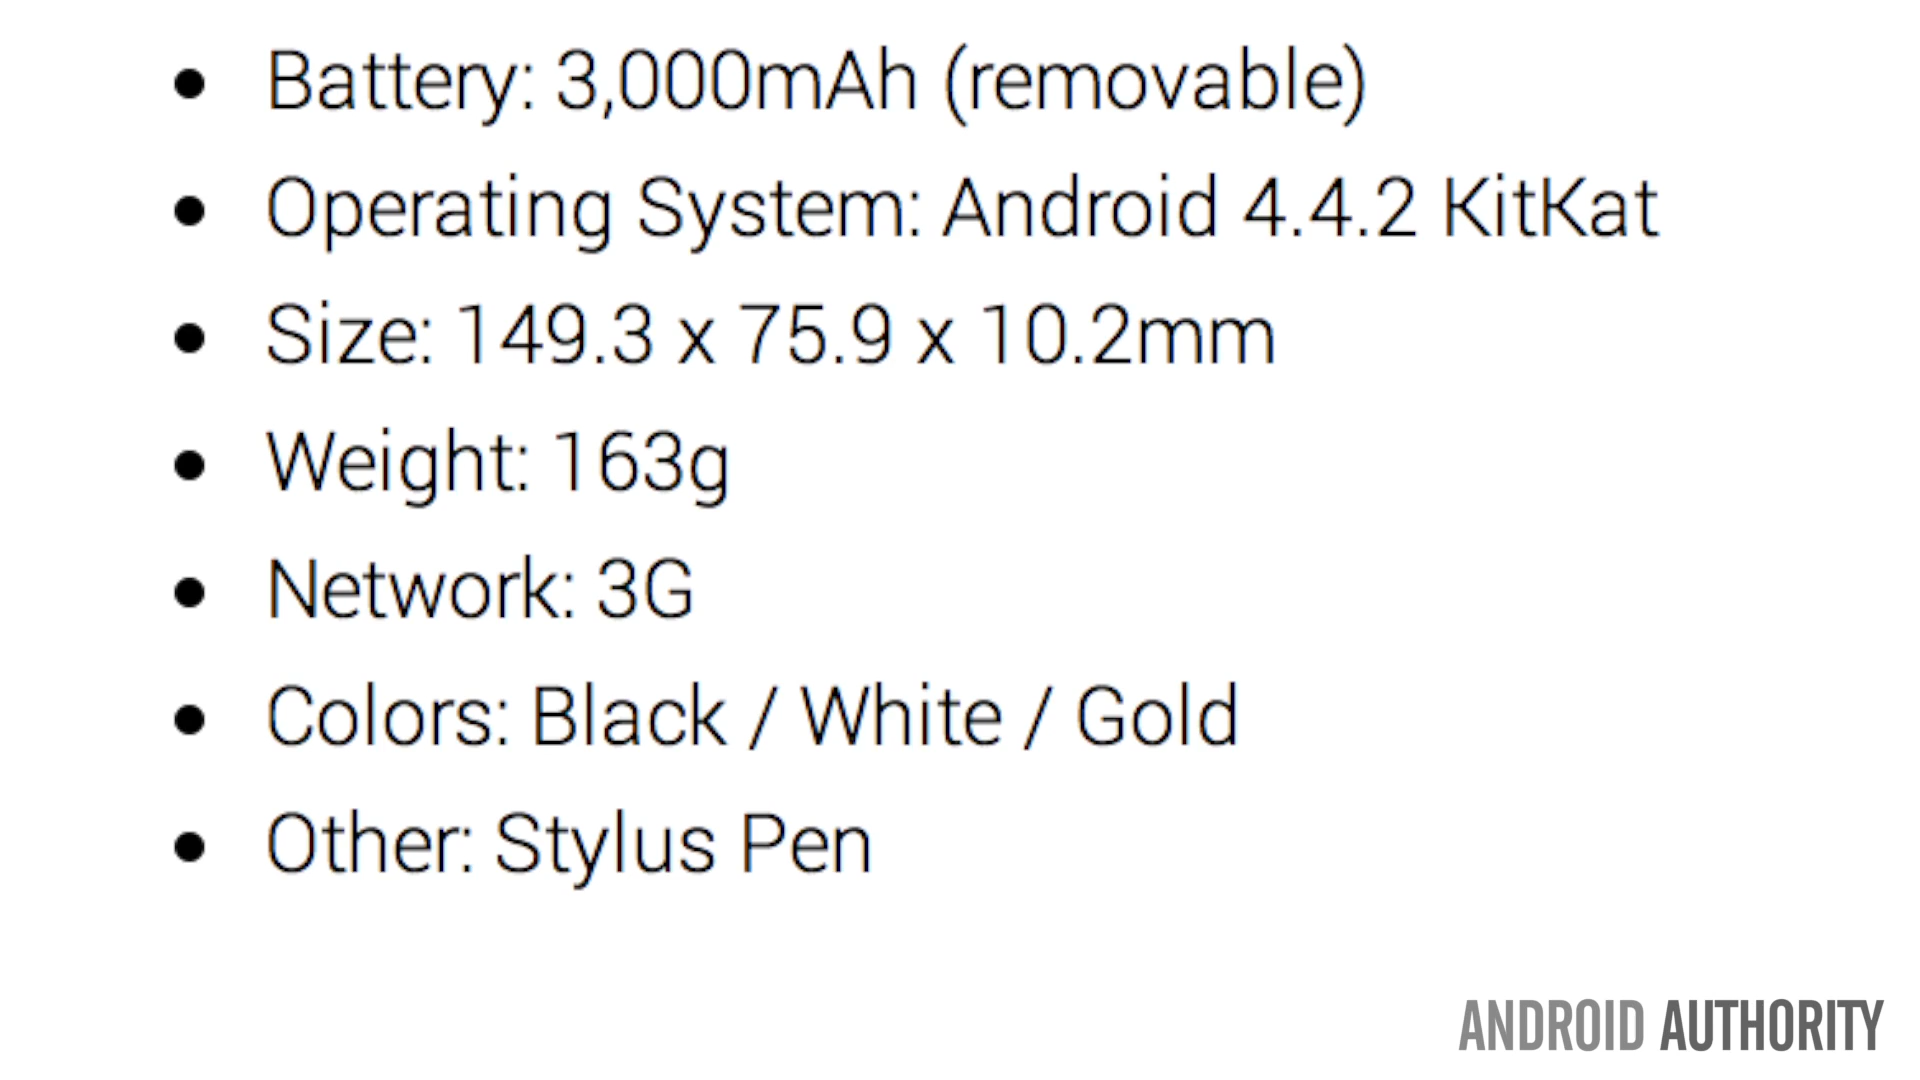 Battery: 3,000mAh (removable)
Operating System: Android 4.4.2 KitKat
Size: 149.3 x 75.9 x 10.2mm
Weight: 163g
Network: 3G
Colors: Black / White / Gold
Other: Stylus Pen
ANDROID AUTHORITY